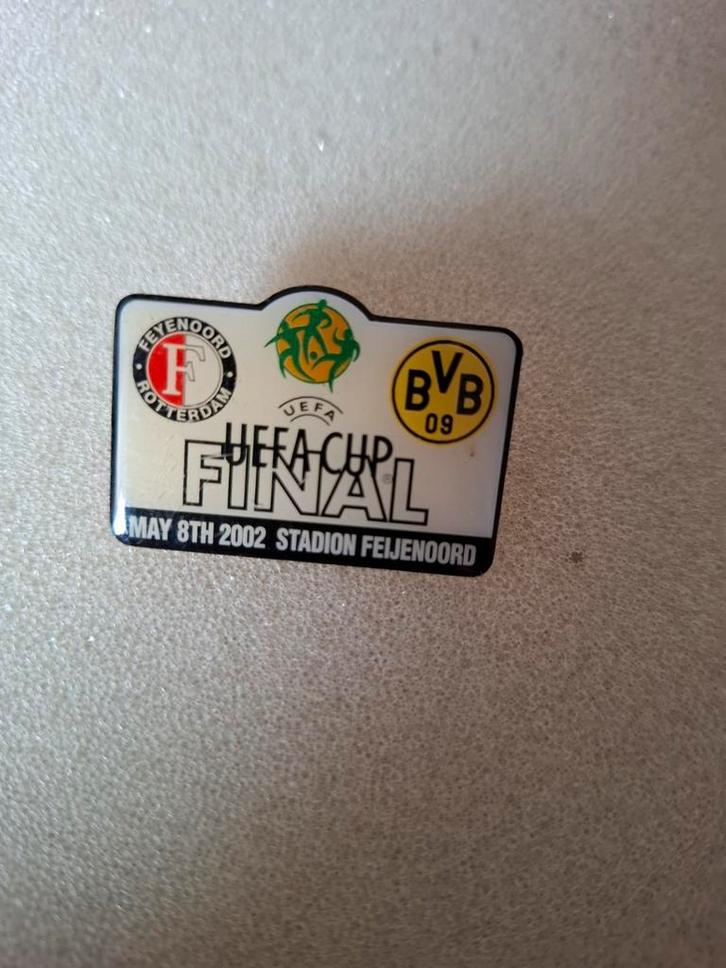 FEYENOORD
ROTTERDAM
F
UEFA
BVB
09
UEFA CUP
FINAL®
MAY 8TH 2002 STADION FEIJENOORD